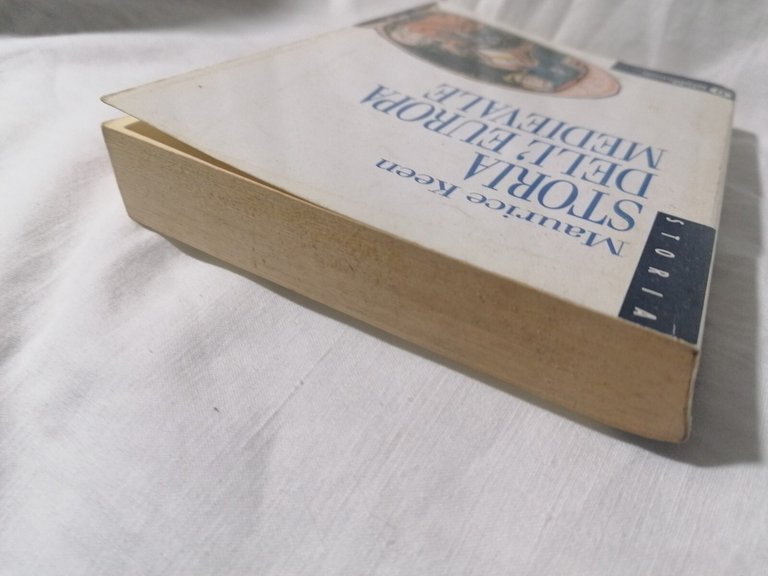 STORIA
Maurice Keen
STORIA
DELL'EUROPA
MEDIEVALE